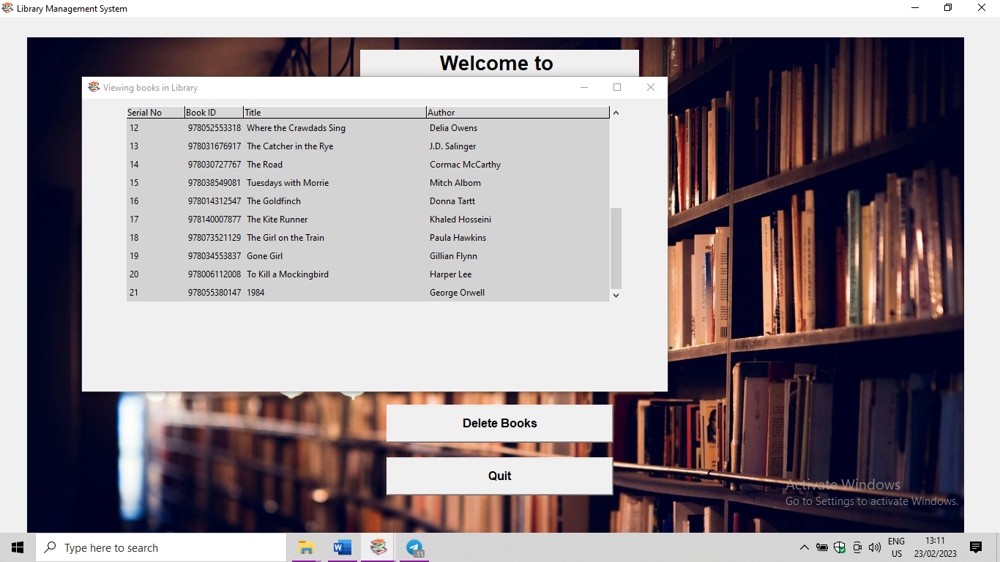 Library Management System
Welcome to
Viewing books in Library
Serial No Book ID Title Author
12 978052553318 Where the Crawdads Sing Delia Owens
13 978031676917 The Catcher in the Rye J.D. Salinger
14 978030727767 The Road Cormac McCarthy
15 978038549081 Tuesdays with Morrie Mitch Albom
16 978014312547 The Goldfinch Donna Tartt
17 978140007877 The Kite Runner Khaled Hosseini
18 978073521129 The Girl on the Train Paula Hawkins
19 978034553837 Gone Girl Gillian Flynn
20 978006112008 To Kill a Mockingbird Harper Lee
21 978055380147 1984 George Orwell
Delete Books
Quit
Activate Windows
Go to Settings to activate Windows.
Type here to search
.55
ENG
US
13:11
23/02/2023